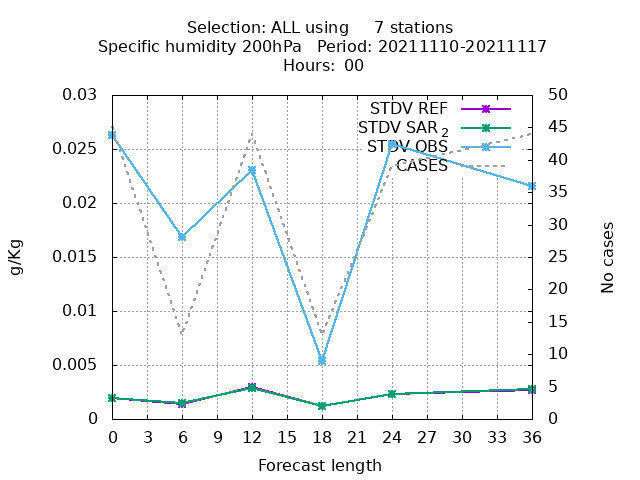 Selection: ALL using     7 stations
Specific humidity 200hPa   Period: 20211110-20211117
Hours:  00
STDV REF
STDV SAR 2
STDV OBS
CASES
0.03
0.025
0.02
0.015
0.01
0.005
0
g/Kg
50
45
40
35
30
25
20
15
10
5
0
No cases
0 3 6 9 12 15 18 21 24 27 30 33 36
Forecast length